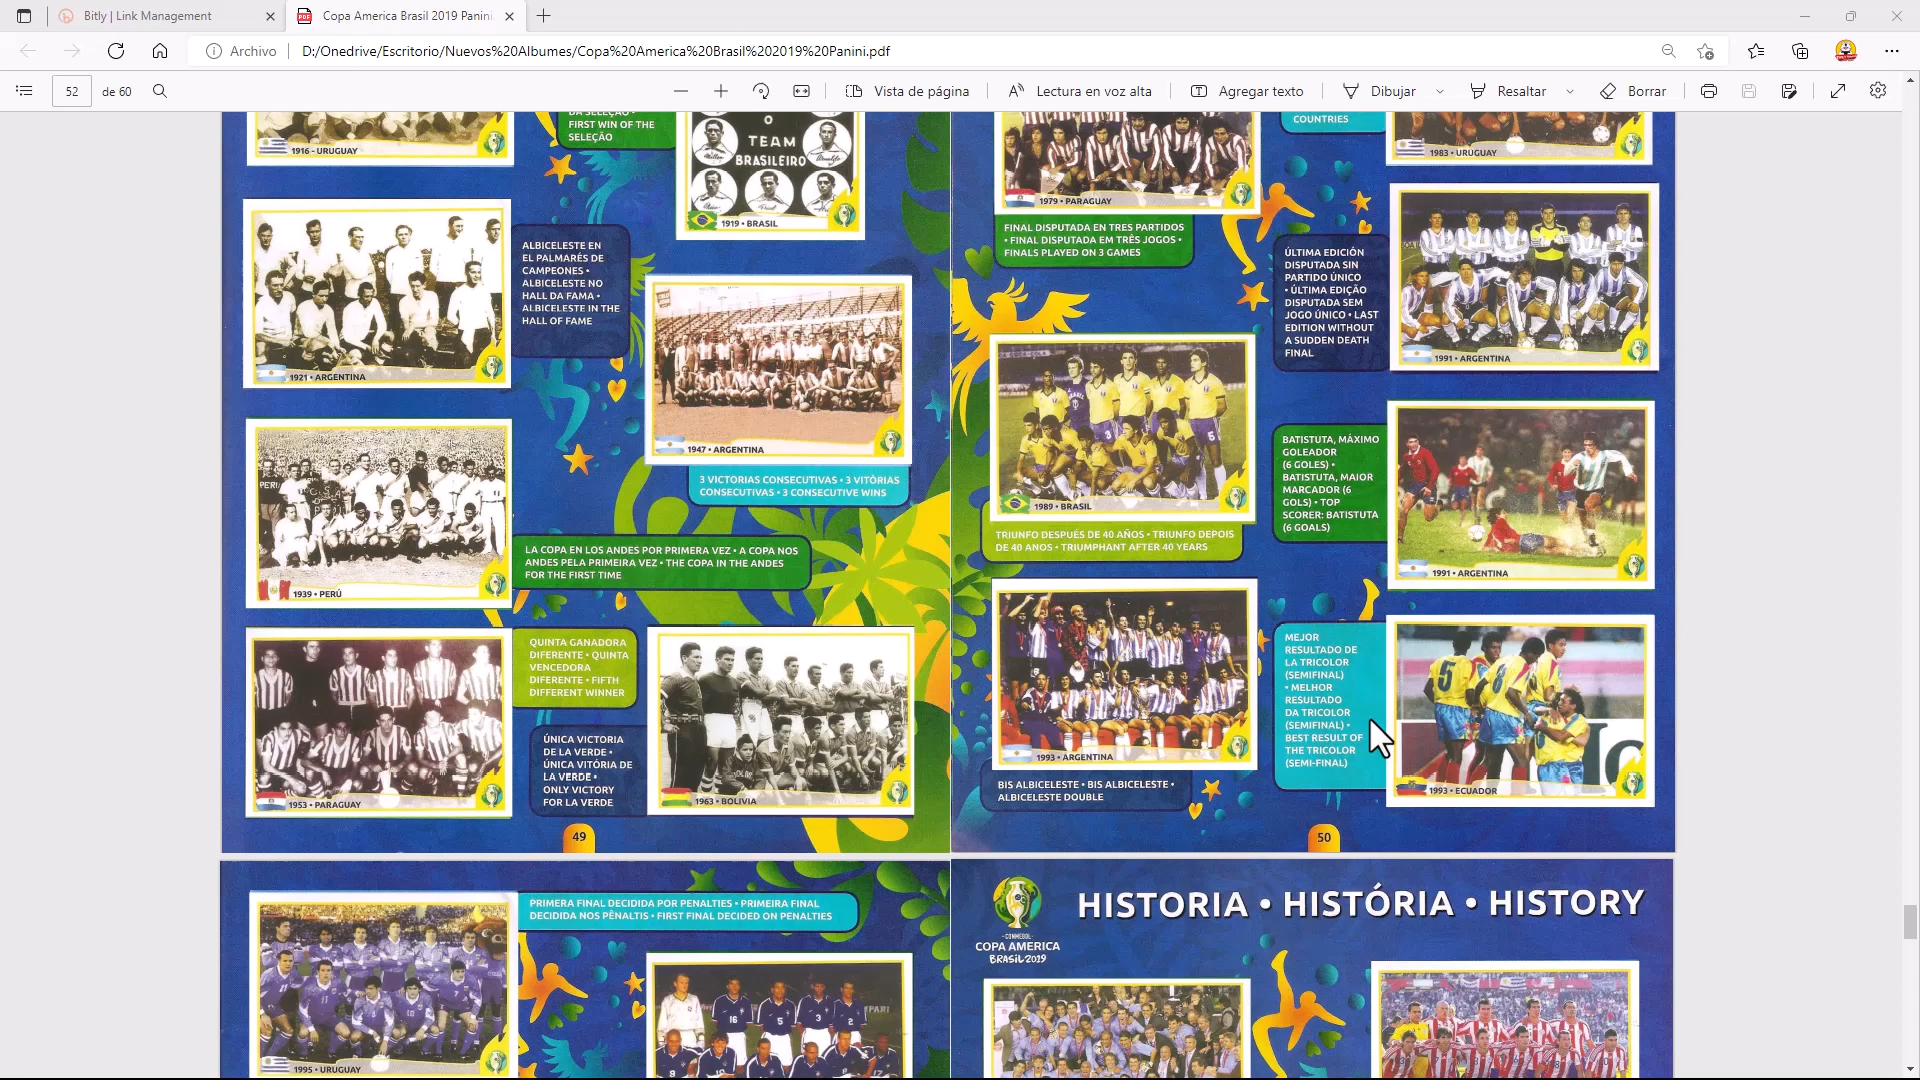 Bitly | Link Management
Copa America Brasil 2019 Panini
Archivo
D:/Onedrive/Escritorio/Nuevos%20Albumes/Copa%20America%20Brasil%202019%20Panini.pdf
52
de 60
Vista de página
Lectura en voz alta
Agregar texto
Dibujar
Resaltar
Borrar
DA SELEÇÃO •
FIRST WIN OF THE
SELEÇÃO
1916 - URUGUAY
O
TEAM
BRASILEIRO
1919 • BRASIL
1921 • ARGENTINA
ALBICELESTE EN
EL PALMARÉS DE
CAMPEONES •
ALBICELESTE NO
HALL DA FAMA •
ALBICELESTE IN THE
HALL OF FAME
1947 • ARGENTINA
3 VICTORIAS CONSECUTIVAS • 3 VITÓRIAS
CONSECUTIVAS • 3 CONSECUTIVE WINS
1939 • PERÚ
LA COPA EN LOS ANDES POR PRIMERA VEZ • A COPA NOS
ANDES PELA PRIMEIRA VEZ • THE COPA IN THE ANDES
FOR THE FIRST TIME
1953 • PARAGUAY
QUINTA GANADORA
DIFERENTE • QUINTA
VENCEDORA
DIFERENTE • FIFTH
DIFFERENT WINNER
ÚNICA VICTORIA
DE LA VERDE •
ÚNICA VITÓRIA DE
LA VERDE •
ONLY VICTORY
FOR LA VERDE
1963 • BOLIVIA
49
1979 • PARAGUAY
FINAL DISPUTADA EN TRES PARTIDOS
• FINAL DISPUTADA EM TRÊS JOGOS •
FINALS PLAYED ON 3 GAMES
COUNTRIES
1983 • URUGUAY
ÚLTIMA EDICIÓN
DISPUTADA SIN
PARTIDO ÚNICO
• ÚLTIMA EDIÇÃO
DISPUTADA SEM
JOGO ÚNICO • LAST
EDITION WITHOUT
A SUDDEN DEATH
FINAL
1991 • ARGENTINA
1989 • BRASIL
TRIUNFO DESPUÉS DE 40 AÑOS • TRIUNFO DEPOIS
DE 40 ANOS • TRIUMPHANT AFTER 40 YEARS
BATISTUTA, MÁXIMO
GOLEADOR
(6 GOLES) •
BATISTUTA, MAIOR
MARCADOR (6
GOLS) • TOP
SCORER: BATISTUTA
(6 GOALS)
1991 • ARGENTINA
1993 • ARGENTINA
BIS ALBICELESTE • BIS ALBICELESTE •
ALBICELESTE DOUBLE
MEJOR
RESULTADO DE
LA TRICOLOR
(SEMIFINAL)
• MELHOR
RESULTADO
DA TRICOLOR
(SEMIFINAL) •
BEST RESULT OF
THE TRICOLOR
(SEMI-FINAL)
1993 • ECUADOR
50
PRIMERA FINAL DECIDIDA POR PENALTIES • PRIMEIRA FINAL
DECIDIDA NOS PÊNALTIS • FIRST FINAL DECIDED ON PENALTIES
1995 • URUGUAY
CONMEBOL
COPA AMERICA
BRASIL 2019
HISTORIA • HISTÓRIA • HISTORY